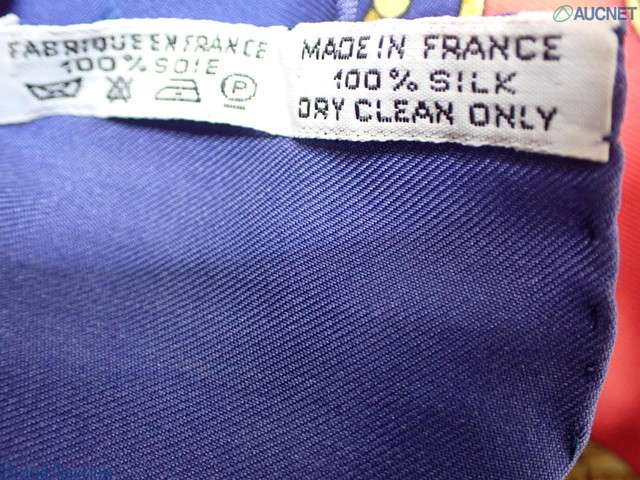 AUCNET
FABRIQUE EN FRANCE
100% SOIE
P
MADE IN FRANCE
100% SILK
DRY CLEAN ONLY